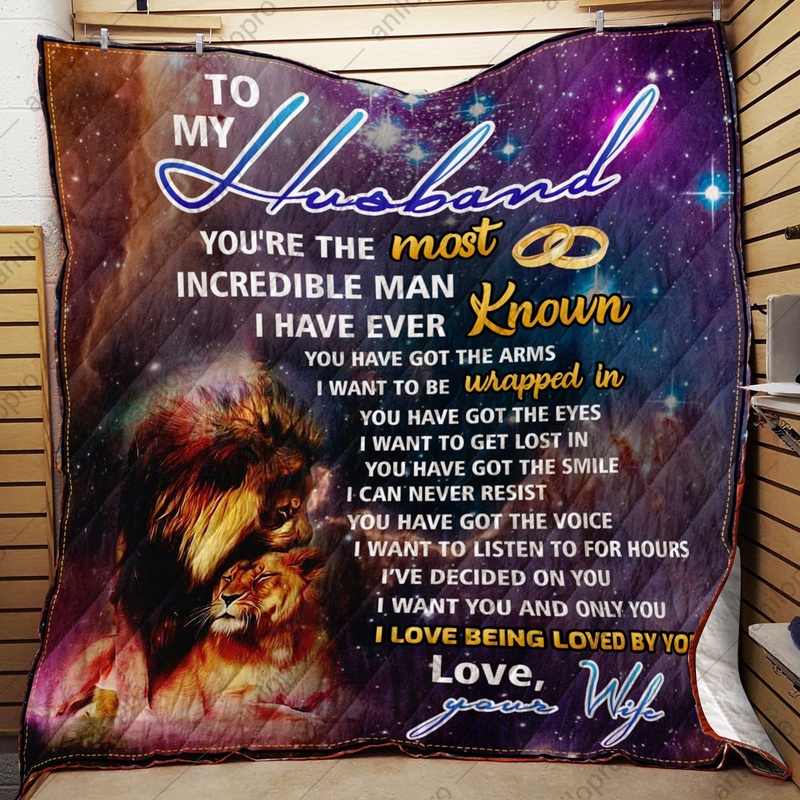 TO
MY
Husband
YOU'RE THE most
INCREDIBLE MAN
I HAVE EVER Known
YOU HAVE GOT THE ARMS
I WANT TO BE wrapped in
YOU HAVE GOT THE EYES
I WANT TO GET LOST IN
YOU HAVE GOT THE SMILE
I CAN NEVER RESIST
YOU HAVE GOT THE VOICE
I WANT TO LISTEN TO FOR HOURS
I'VE DECIDED ON YOU
I WANT YOU AND ONLY YOU
I LOVE BEING LOVED BY YO
Love,
your Wife
anilopro